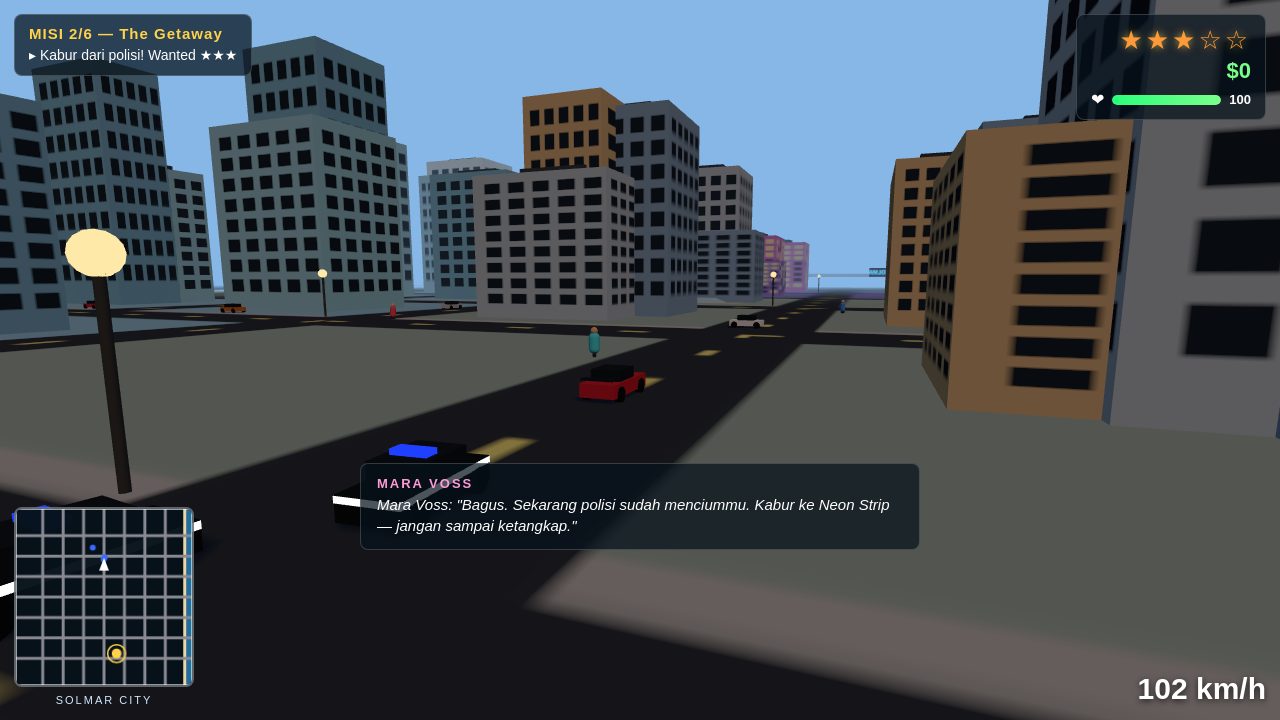 MISI 2/6 — The Getaway
▸ Kabur dari polisi! Wanted ★★★
★★★☆☆
$0
❤ 100
MARA VOSS
Mara Voss: "Bagus. Sekarang polisi sudah menciummu. Kabur ke Neon Strip
— jangan sampai ketangkap."
SOLMAR CITY
102 km/h